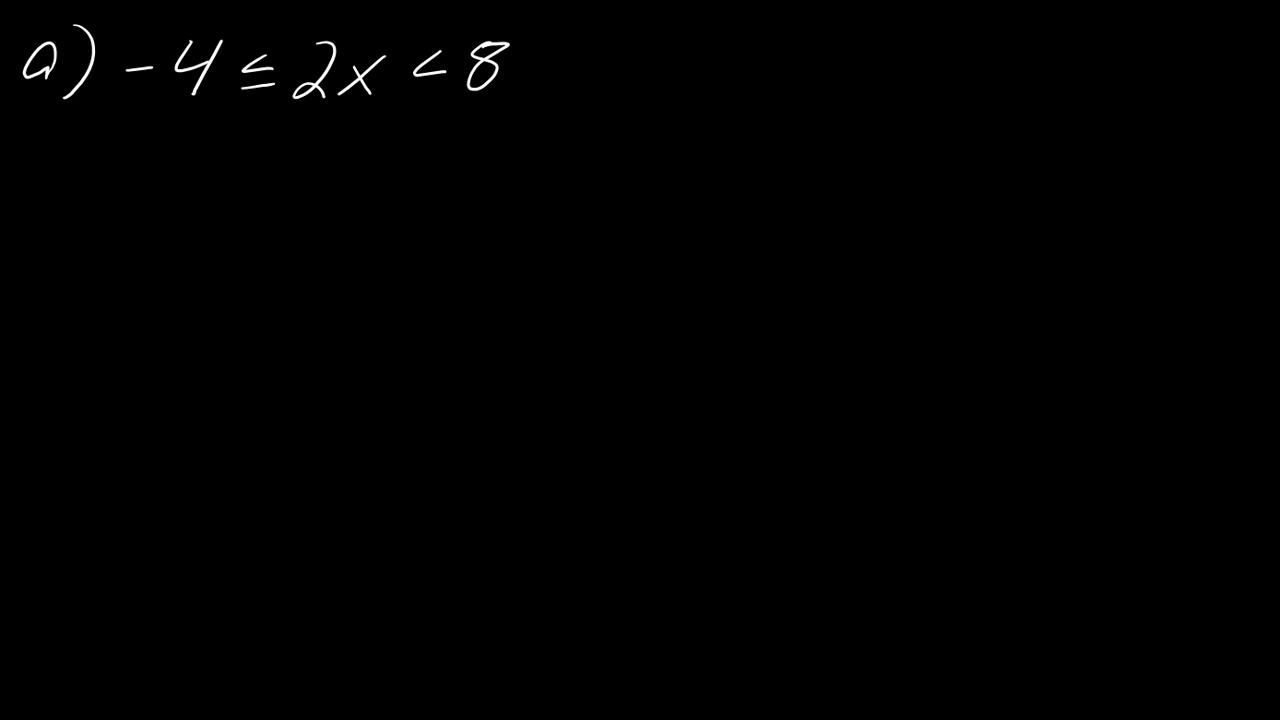 a) -4 ≤ 2x < 8